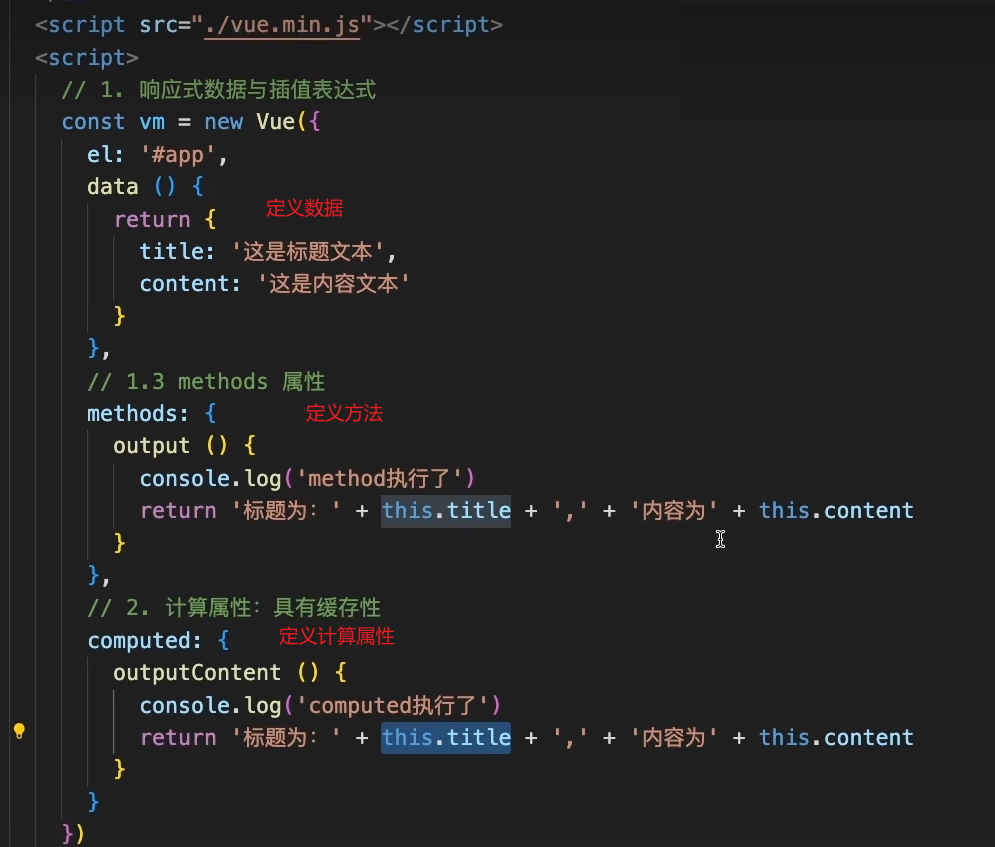 <script src="./vue.min.js"></script>
<script>
// 1. 响应式数据与插值表达式
const vm = new Vue({
el: '#app',
data () {
定义数据
return {
title: '这是标题文本',
content: '这是内容文本'
}
},
// 1.3 methods 属性
methods: {
定义方法
output () {
console.log('method执行了')
return '标题为：' + this.title + ',' + '内容为' + this.content
}
},
// 2. 计算属性：具有缓存性
computed: {
定义计算属性
outputContent () {
console.log('computed执行了')
return '标题为：' + this.title + ',' + '内容为' + this.content
}
}
})